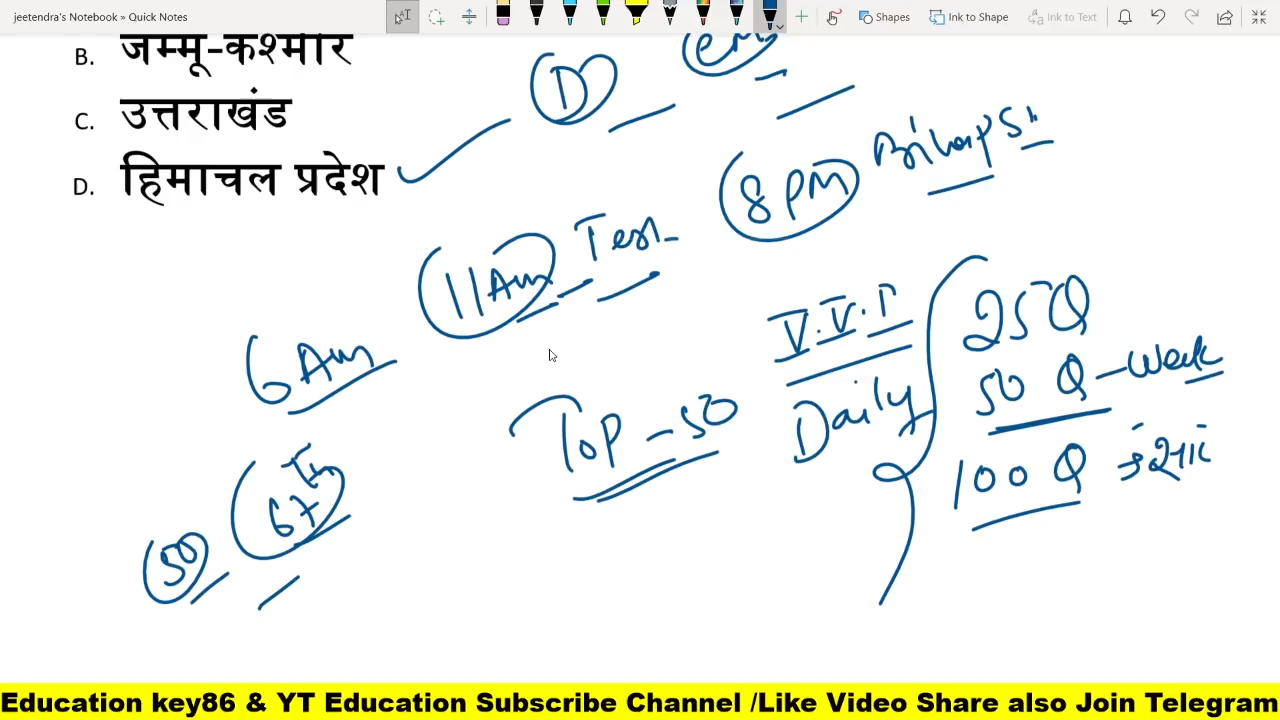 jeetendra's Notebook » Quick Notes
Shapes Ink to Shape Ink to Text
B. जम्मू-कश्मीर
C. उत्तराखंड
D. हिमाचल प्रदेश
D
8 PM
11 Am Test
6 Am
V.V.I
Daily
25 Q
50 Q - Week
100 Q
Top - 50
67
50
Education key86 & YT Education Subscribe Channel /Like Video Share also Join Telegram